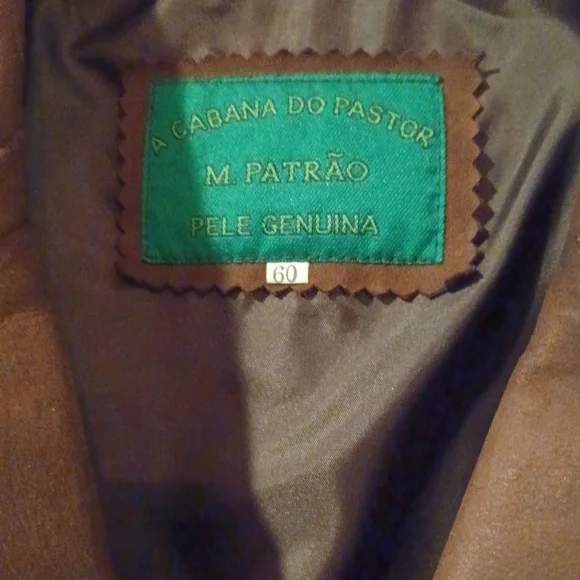 A CABANA DO PASTOR
M. PATRÃO
PELE GENUINA
60